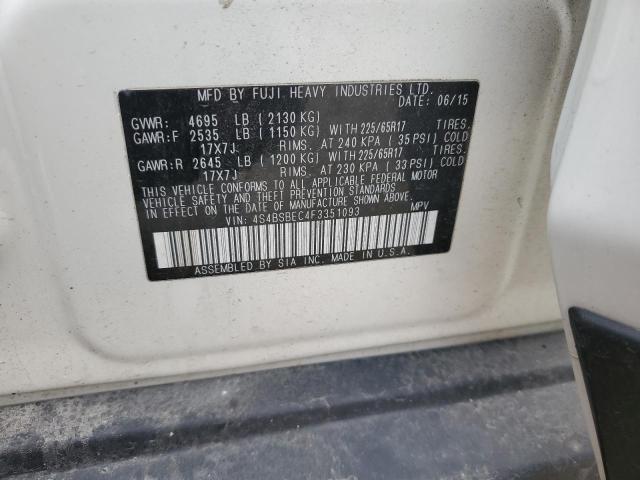 MFD BY FUJI HEAVY INDUSTRIES LTD.
DATE: 06/15
GVWR: 4695 LB ( 2130 KG)
GAWR:F 2535 LB ( 1150 KG) WITH 225/65R17 TIRES.
17X7J RIMS. AT 240 KPA ( 35 PSI) COLD
GAWR:R 2645 LB ( 1200 KG) WITH 225/65R17 TIRES.
17X7J RIMS. AT 230 KPA ( 33 PSI) COLD
THIS VEHICLE CONFORMS TO ALL APPLICABLE FEDERAL MOTOR
VEHICLE SAFETY AND THEFT PREVENTION STANDARDS
IN EFFECT ON THE DATE OF MANUFACTURE SHOWN ABOVE.
VIN: 4S4BSBEC4F3351093 MPV
ASSEMBLED BY SIA INC. MADE IN U.S.A.